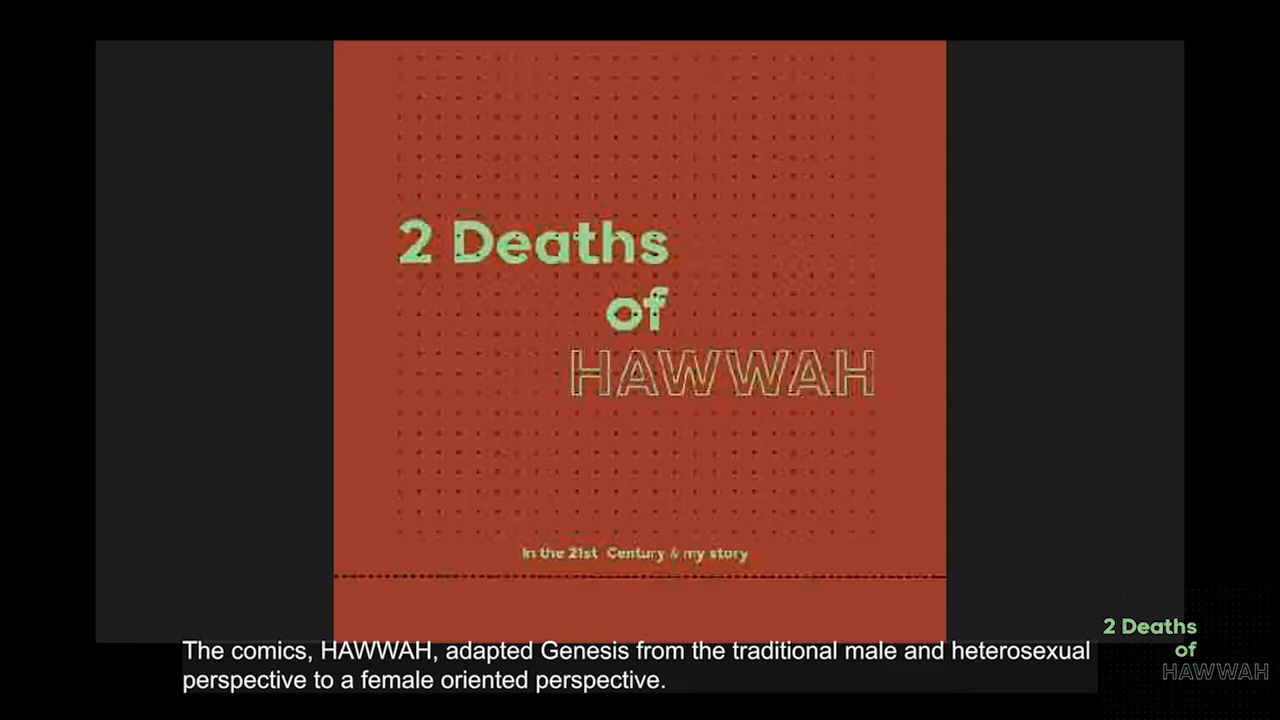 2 Deaths
of
HAWWAH
In the 21st Century & my story
The comics, HAWWAH, adapted Genesis from the traditional male and heterosexual
perspective to a female oriented perspective.
2 Deaths
of
HAWWAH